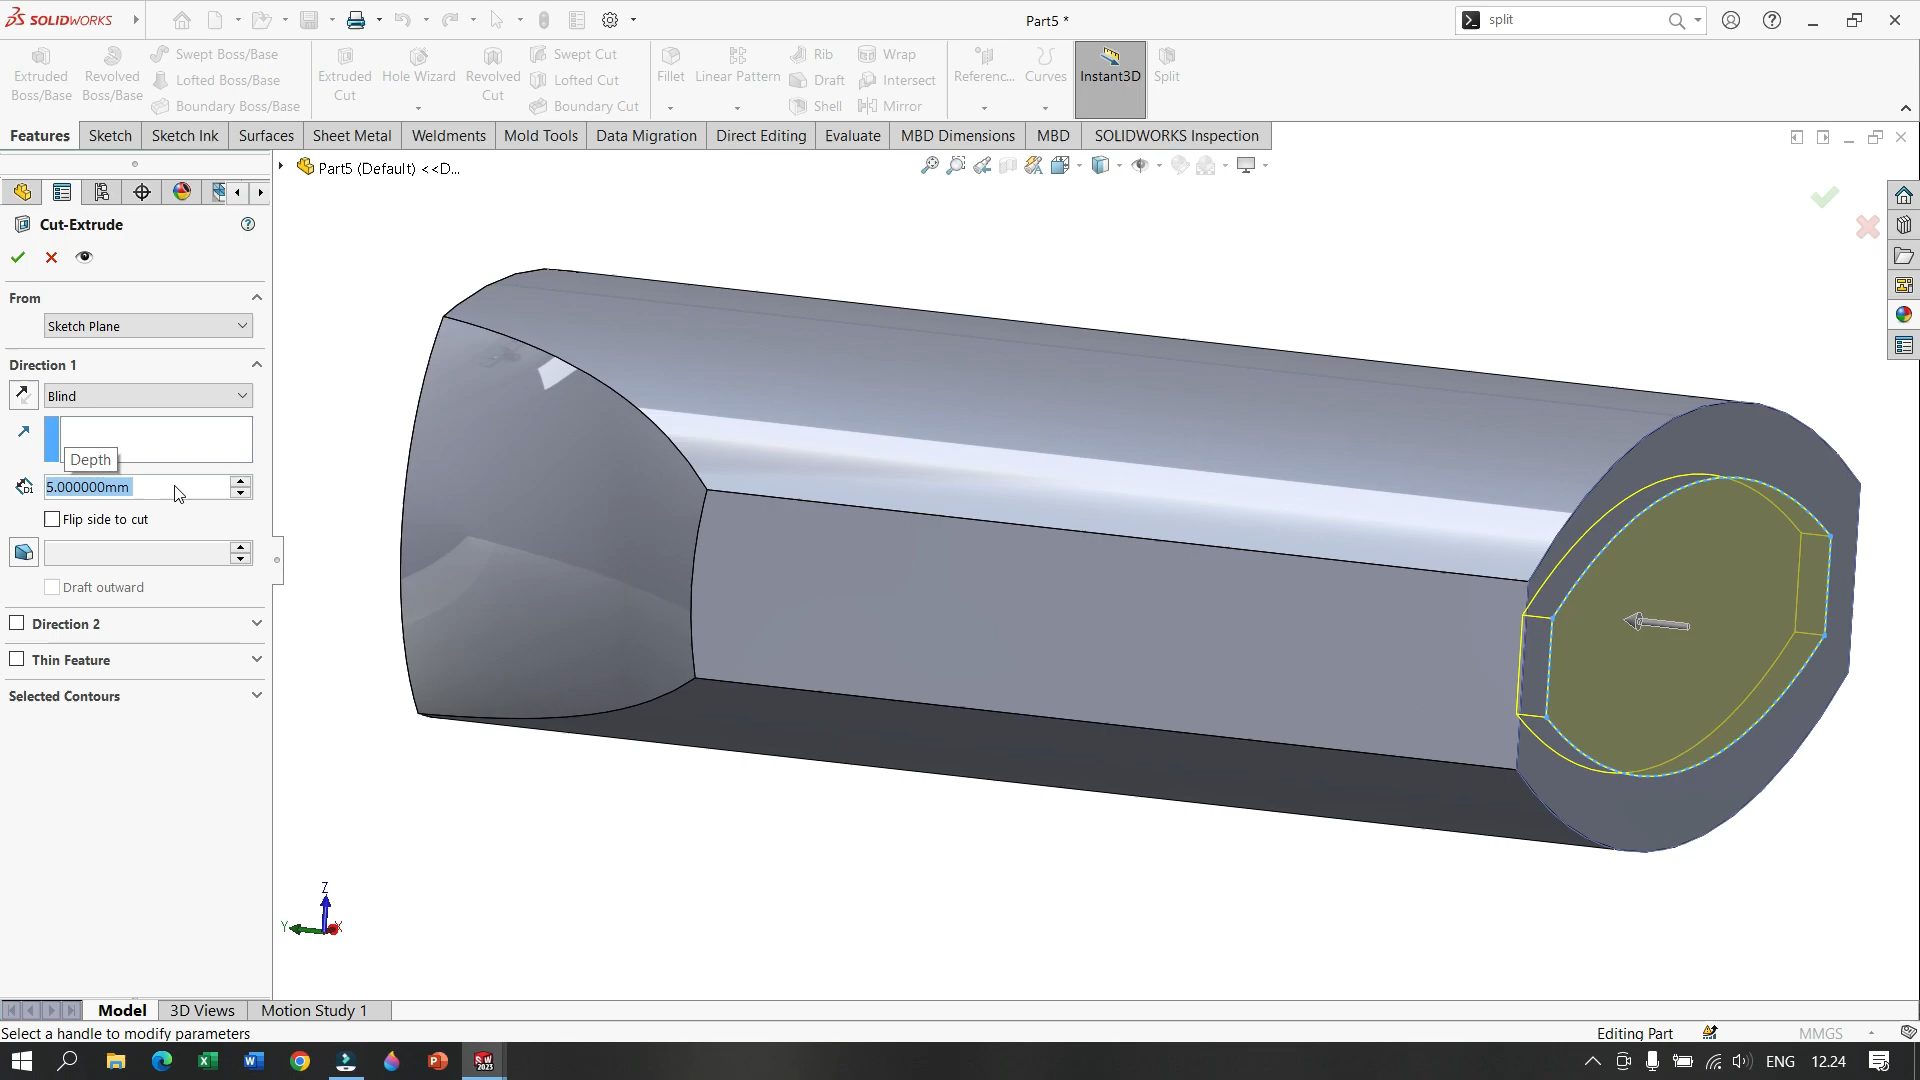 SOLIDWORKS
Part5 *
split
Extruded Boss/Base
Revolved Boss/Base
Swept Boss/Base
Lofted Boss/Base
Boundary Boss/Base
Extruded Cut
Hole Wizard
Revolved Cut
Swept Cut
Lofted Cut
Boundary Cut
Fillet
Linear Pattern
Rib
Draft
Shell
Wrap
Intersect
Mirror
Referenc...
Curves
Instant3D
Split
Features
Sketch
Sketch Ink
Surfaces
Sheet Metal
Weldments
Mold Tools
Data Migration
Direct Editing
Evaluate
MBD Dimensions
MBD
SOLIDWORKS Inspection
Part5 (Default) <<D...
Cut-Extrude
From
Sketch Plane
Direction 1
Blind
Depth
5.000000mm
Flip side to cut
Draft outward
Direction 2
Thin Feature
Selected Contours
Z
Y
X
Model
3D Views
Motion Study 1
Select a handle to modify parameters
Editing Part
MMGS
ENG
12.24